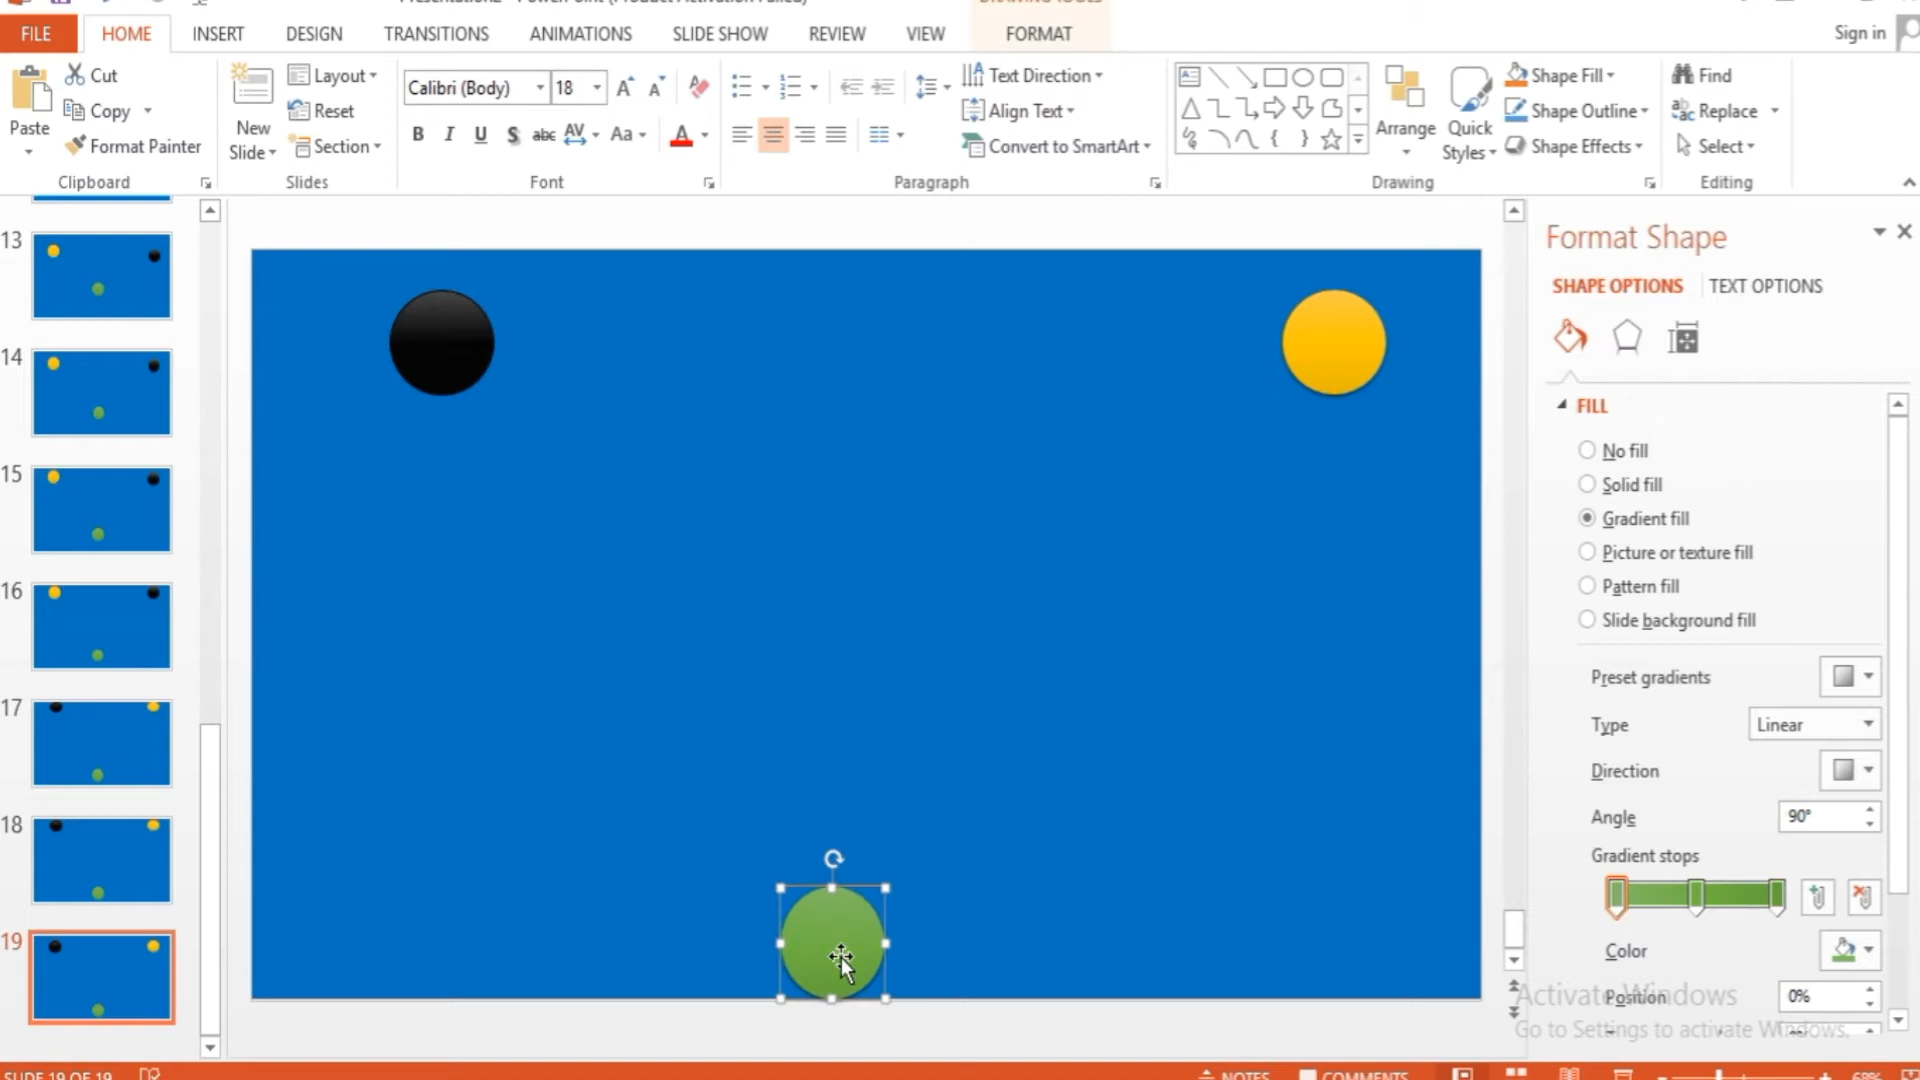 FILE HOME INSERT DESIGN TRANSITIONS ANIMATIONS SLIDE SHOW REVIEW VIEW FORMAT Sign in
Paste
Cut
Copy
Format Painter
Clipboard
New
Slide
Layout
Reset
Section
Slides
Calibri (Body) 18
B I U S abc AV Aa A
Font
Text Direction
Align Text
Convert to SmartArt
Paragraph
Arrange
Quick
Styles
Shape Fill
Shape Outline
Shape Effects
Drawing
Find
Replace
Select
Editing
13
14
15
16
17
18
19
Format Shape
SHAPE OPTIONS TEXT OPTIONS
FILL
No fill
Solid fill
Gradient fill
Picture or texture fill
Pattern fill
Slide background fill
Preset gradients
Type Linear
Direction
Angle 90°
Gradient stops
Color
Position 0%
Activate Windows
Go to Settings to activate Windows.
SLIDE 19 OF 19 NOTES COMMENTS 68%